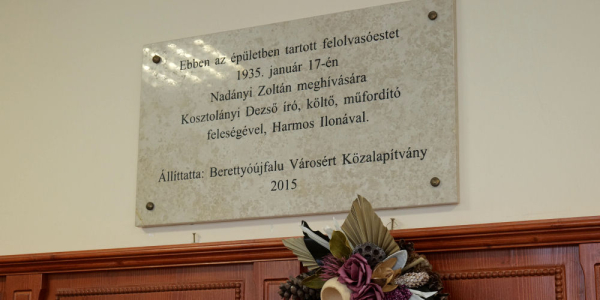 Ebben az épületben tartott felolvasóestet
1935. január 17-én
Nadányi Zoltán meghívására
Kosztolányi Dezső író, költő, műfordító
feleségével, Harmos Ilonával.
Állíttatta: Berettyóújfalu Városért Közalapítvány
2015